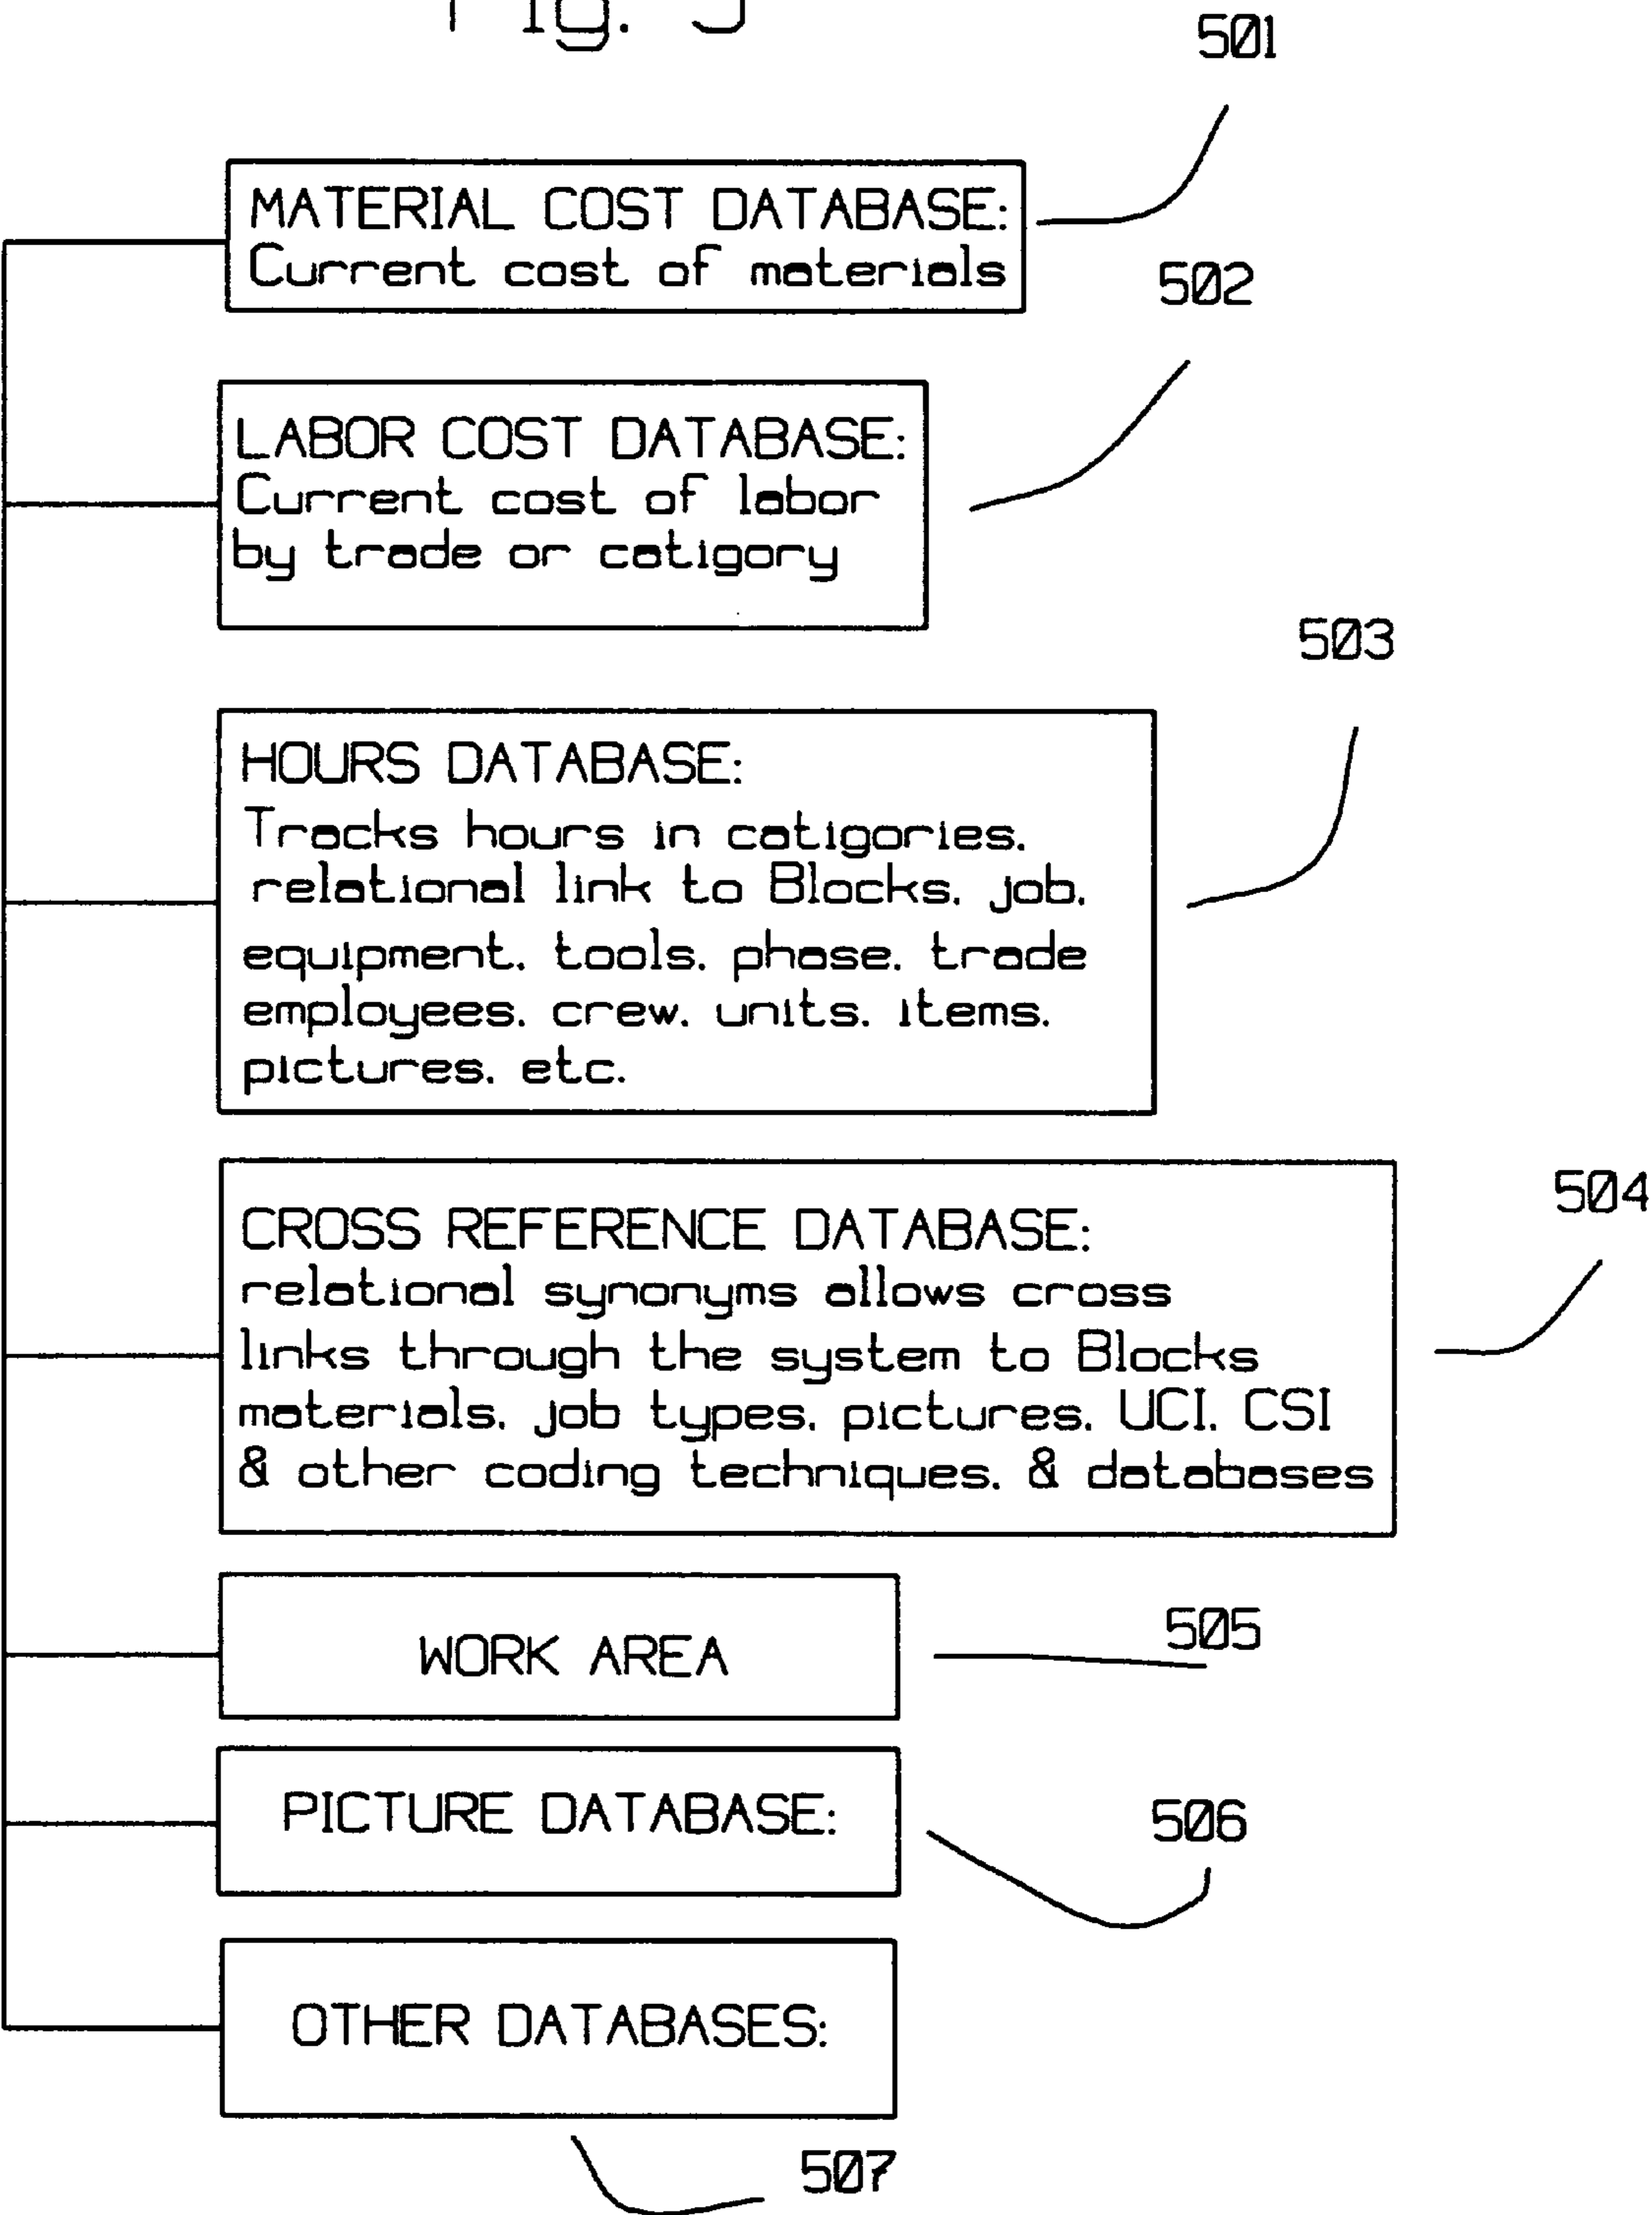 Fig. 5
501
MATERIAL COST DATABASE:
Current cost of materials
502
LABOR COST DATABASE:
Current cost of labor
by trade or catigory
503
HOURS DATABASE:
Tracks hours in catigories.
relational link to Blocks. job.
equipment. tools. phase. trade
employees. crew. units. items.
pictures. etc.
504
CROSS REFERENCE DATABASE:
relational synonyms allows cross
links through the system to Blocks
materials. job types. pictures. UCI. CSI
& other coding techniques. & databases
505
WORK AREA
PICTURE DATABASE:
506
OTHER DATABASES:
507